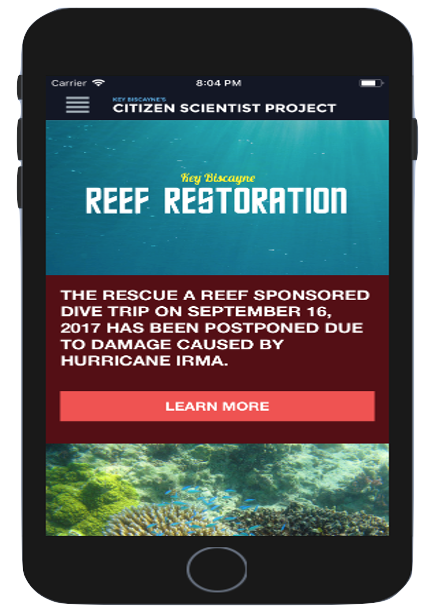 Carrier 8:04 PM
KEY BISCAYNE'S
CITIZEN SCIENTIST PROJECT
Key Biscayne
REEF RESTORATION
THE RESCUE A REEF SPONSORED
DIVE TRIP ON SEPTEMBER 16,
2017 HAS BEEN POSTPONED DUE
TO DAMAGE CAUSED BY
HURRICANE IRMA.
LEARN MORE